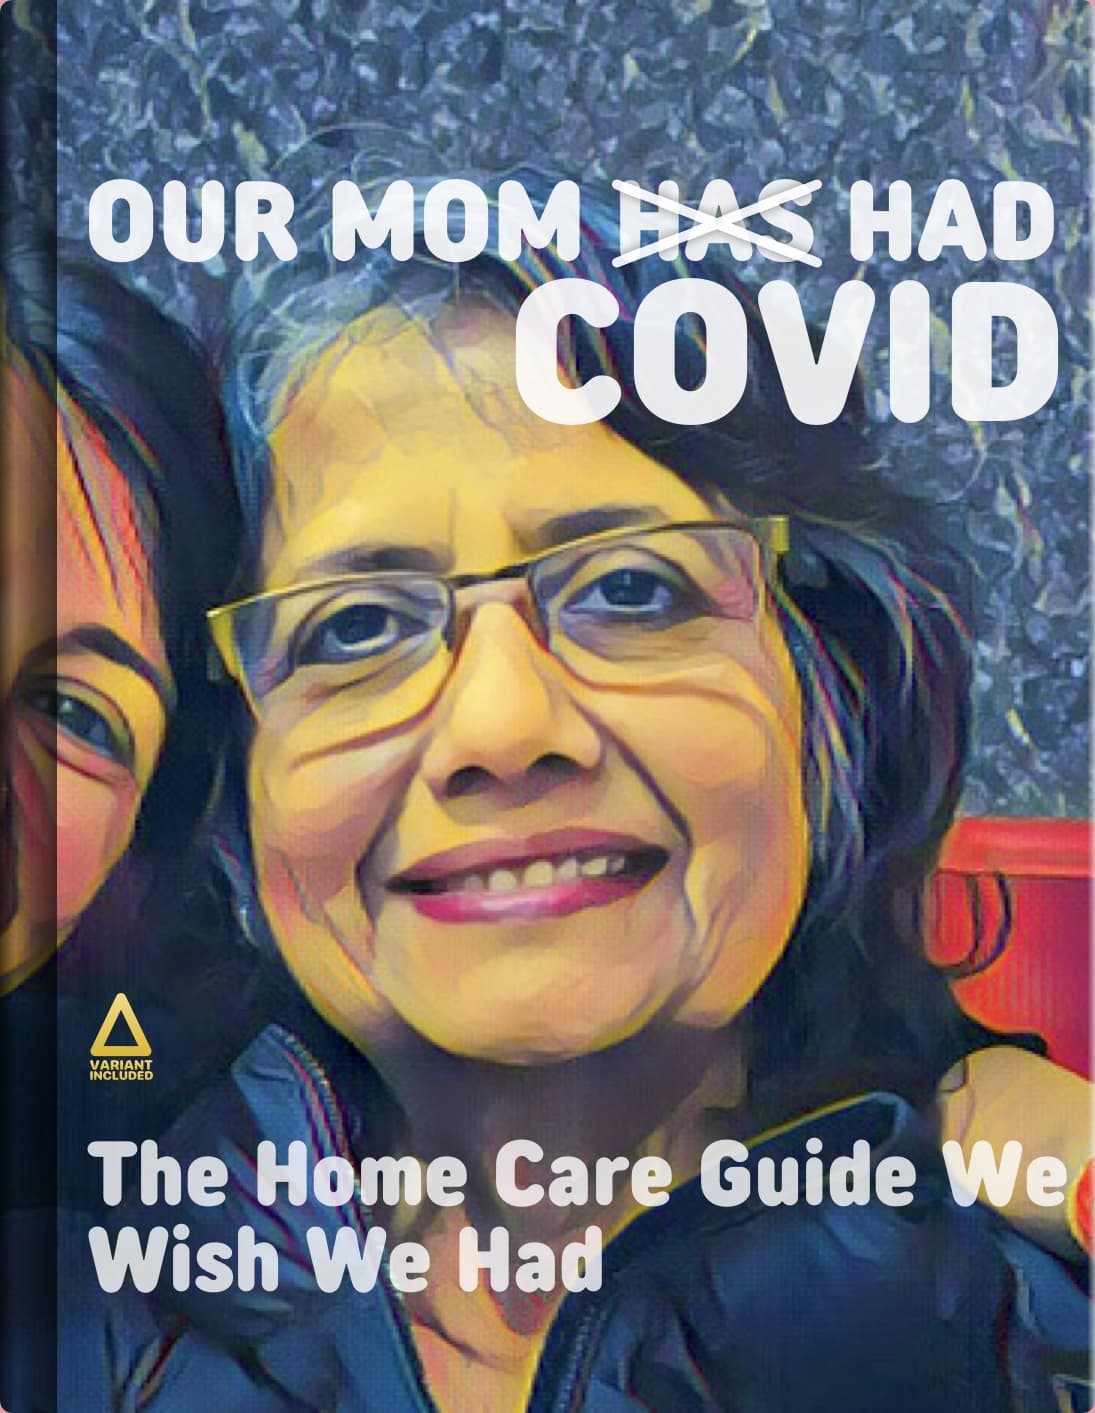 OUR MOM HAS HAD
COVID
VARIANT
INCLUDED
The Home Care Guide We
Wish We Had